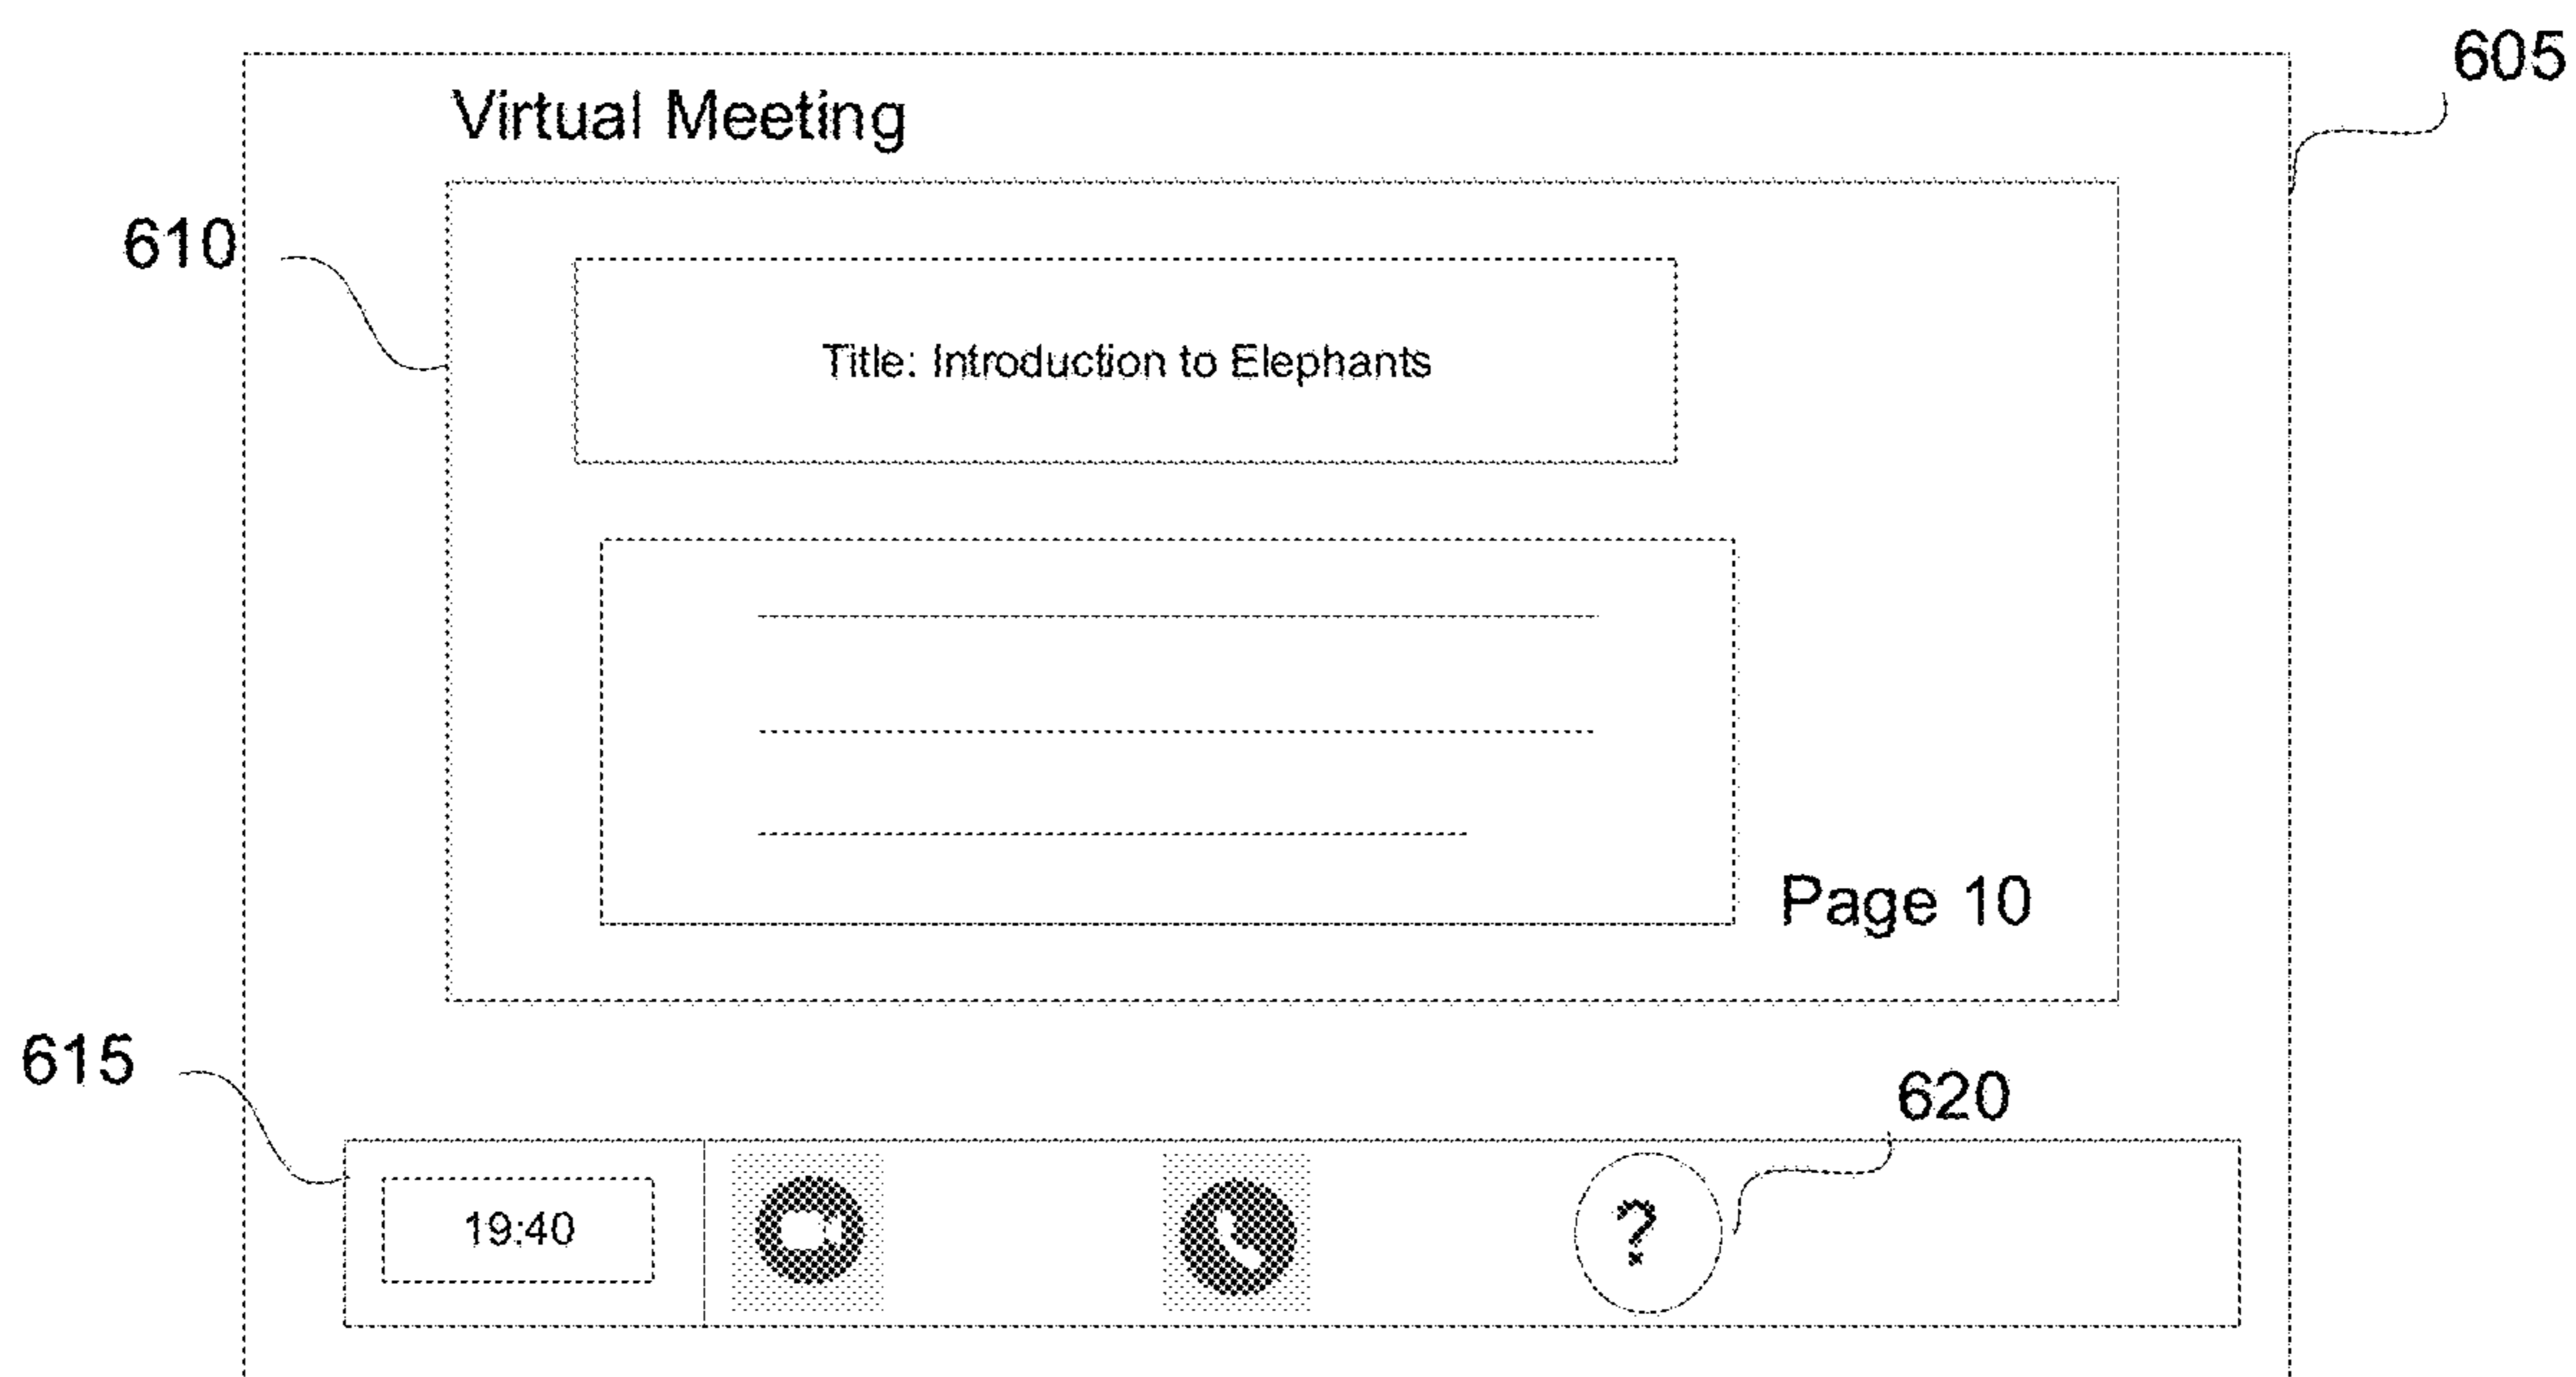 605
Virtual Meeting
610
Title: Introduction to Elephants
Page 10
615
620
19:40
?